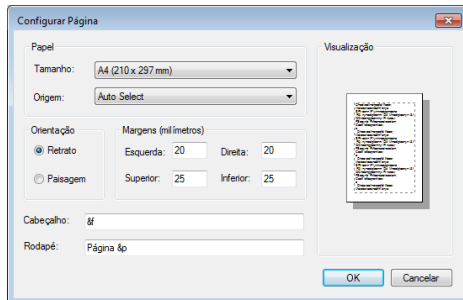 Configurar Página
Papel
Tamanho: A4 (210 x 297 mm)
Origem: Auto Select
Orientação
Retrato
Paisagem
Margens (milímetros)
Esquerda: 20 Direita: 20
Superior: 25 Inferior: 25
Cabeçalho: &f
Rodapé: Página &p
Visualização
OK Cancelar